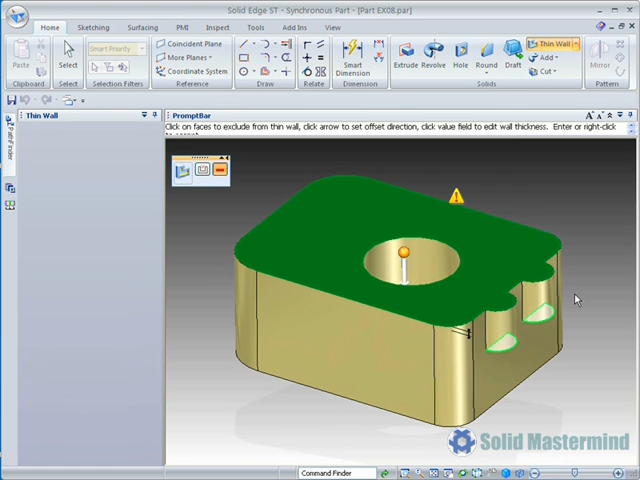 Solid Edge ST - Synchronous Part - [Part EX08.par]
Home
Sketching
Surfacing
PMI
Inspect
Tools
View
Add Ins
Paste
Select
Smart Priority
Coincident Plane
More Planes
Coordinate System
Smart Dimension
Extrude
Revolve
Hole
Round
Draft
Thin Wall
Add
Cut
Pattern
Clipboard
Select
Selection Filters
Planes
Draw
Relate
Dimension
Solids
Mirror
Thin Wall
PromptBar
Click on faces to exclude from thin wall, click arrow to set offset direction, click value field to edit wall thickness. Enter or right-click
PathFinder
Solid Mastermind
Command Finder